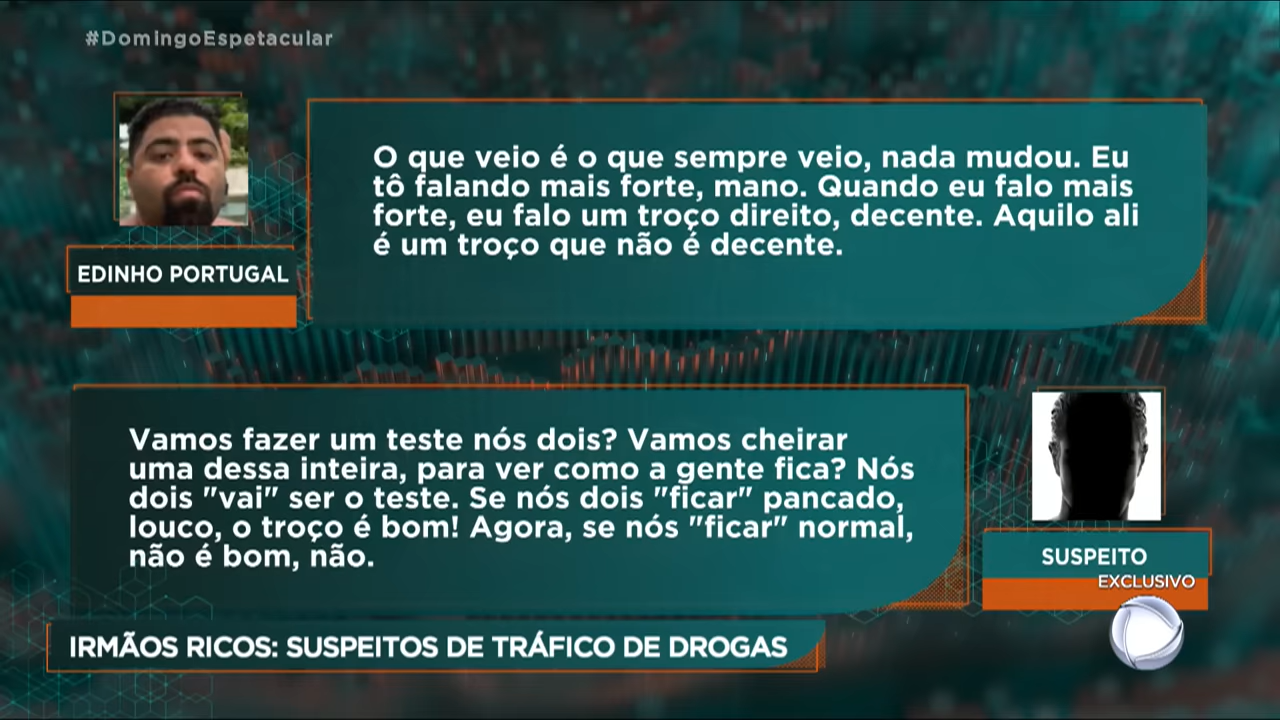 #DomingoEspetacular
O que veio é o que sempre veio, nada mudou. Eu
tô falando mais forte, mano. Quando eu falo mais
forte, eu falo um troço direito, decente. Aquilo ali
é um troço que não é decente.
EDINHO PORTUGAL
Vamos fazer um teste nós dois? Vamos cheirar
uma dessa inteira, para ver como a gente fica? Nós
dois "vai" ser o teste. Se nós dois "ficar" pancado,
louco, o troço é bom! Agora, se nós "ficar" normal,
não é bom, não.
SUSPEITO
EXCLUSIVO
IRMÃOS RICOS: SUSPEITOS DE TRÁFICO DE DROGAS